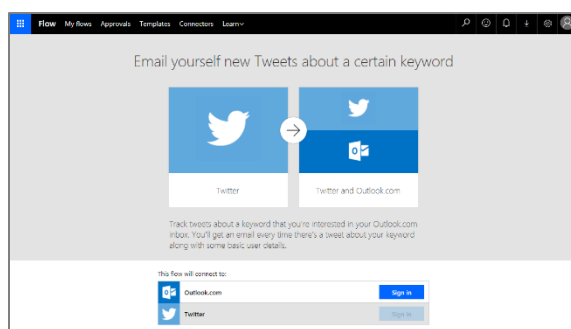 Flow My flows Approvals Templates Connectors Learn
Email yourself new Tweets about a certain keyword
Twitter
Twitter and Outlook.com
Track tweets about a keyword that you're interested in your Outlook.com
inbox. You'll get an email every time there's a tweet about your keyword
along with some basic user details.
This flow will connect to:
Outlook.com Sign in
Twitter Sign in